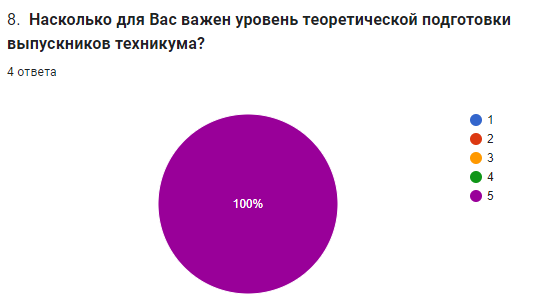 8. Насколько для Вас важен уровень теоретической подготовки
выпускников техникума?
4 ответа
100%
1
2
3
4
5